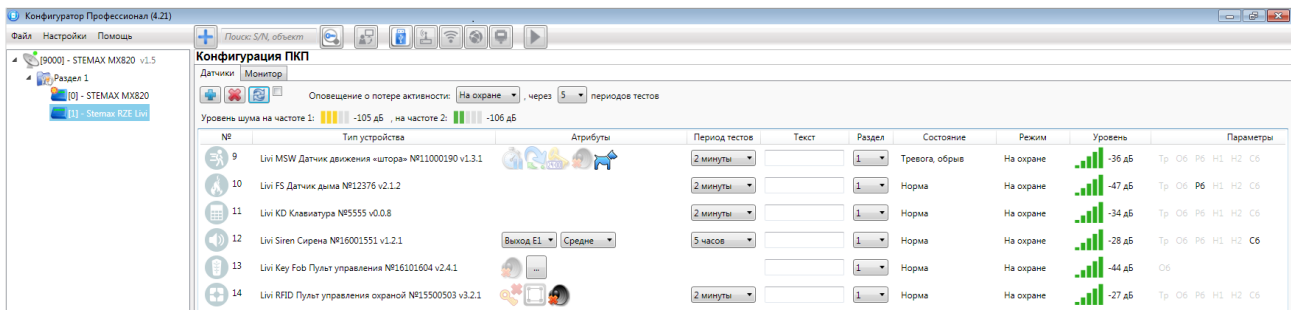 Конфигуратор Профессионал (4.21)
Файл Настройки Помощь
Поиск: S/N, объект
[9000] - STEMAX MX820 v1.5
Раздел 1
[0] - STEMAX MX820
[1] - Stemax RZE Livi
Конфигурация ПКП
Датчики Монитор
Оповещение о потере активности: На охране , через 5 периодов тестов
Уровень шума на частоте 1: -105 дБ , на частоте 2: -106 дБ
№ Тип устройства Атрибуты Период тестов Текст Раздел Состояние Режим Уровень Параметры
9 Livi MSW Датчик движения «штора» №11000190 v1.3.1 2 минуты 1 Тревога, обрыв На охране -36 дБ Тр Об Рб Н1 Н2 Сб
10 Livi FS Датчик дыма №12376 v2.1.2 2 минуты 1 Норма На охране -47 дБ Тр Об Рб Н1 Н2 Сб
11 Livi KD Клавиатура №5555 v0.0.8 2 минуты 1 Норма На охране -34 дБ Тр Об Рб Н1 Н2 Сб
12 Livi Siren Сирена №16001551 v1.2.1 Выход E1 Средне 5 часов 1 Норма На охране -28 дБ Тр Об Рб Н1 Н2 Сб
13 Livi Key Fob Пульт управления №16101604 v2.4.1 ... 1 Норма На охране -44 дБ Об
14 Livi RFID Пульт управления охраной №15500503 v3.2.1 2 минуты 1 Норма На охране -27 дБ Тр Об Рб Н1 Н2 Сб